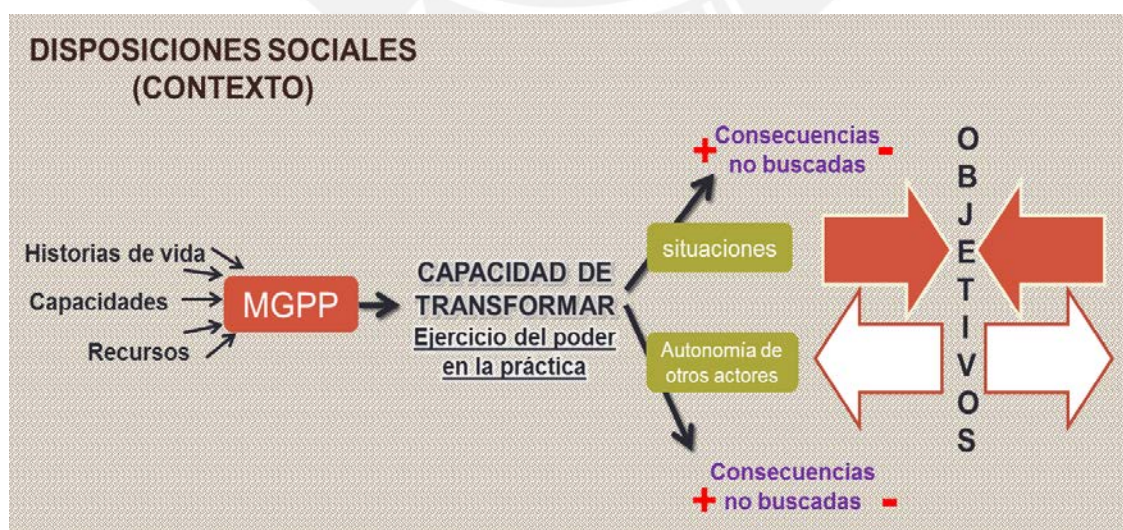 DISPOSICIONES SOCIALES
(CONTEXTO)
Historias de vida
Capacidades
Recursos
MGPP
CAPACIDAD DE
TRANSFORMAR
Ejercicio del poder
en la práctica
+ Consecuencias -
no buscadas
situaciones
Autonomía de
otros actores
Consecuencias
+ no buscadas -
O
B
J
E
T
I
V
O
S